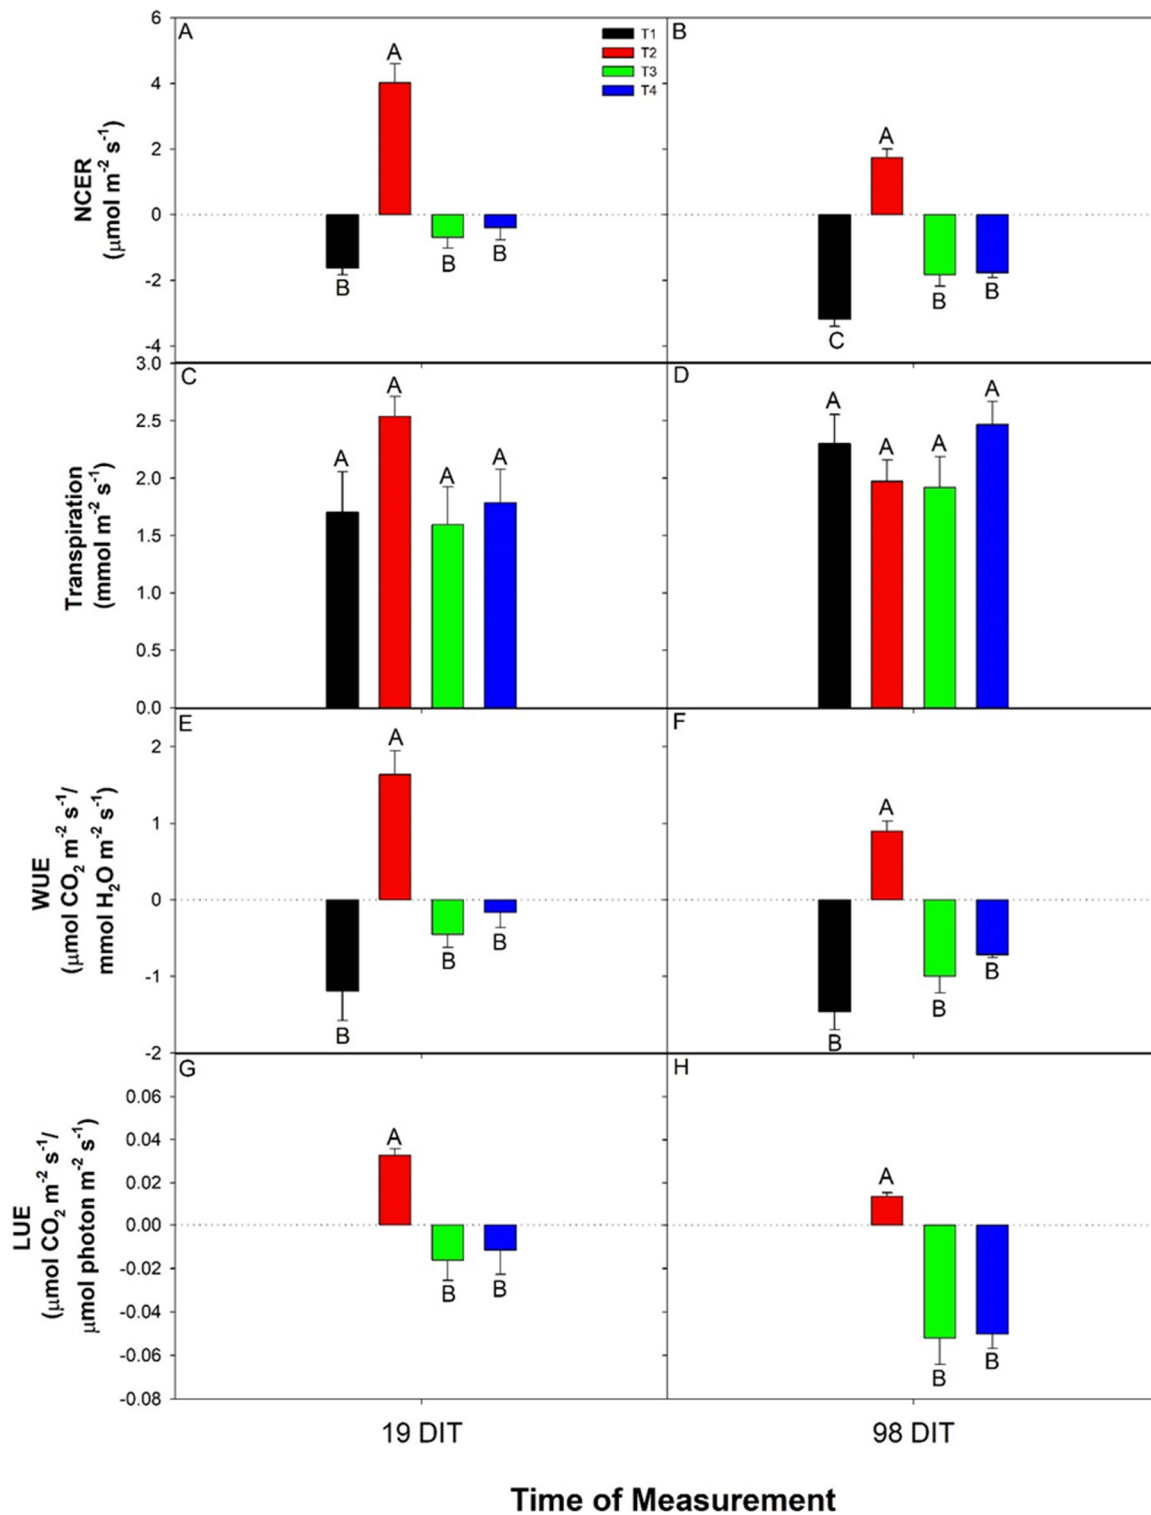 A
B
T1
T2
T3
T4
6
4
2
0
-2
-4
NCER
(μmol m⁻² s⁻¹)
A
B
B
B
A
C
B
B
C
D
3.0
2.5
2.0
1.5
1.0
0.5
0.0
Transpiration
(mmol m⁻² s⁻¹)
A
A
A
A
A
A
A
A
E
F
2
1
0
-1
-2
WUE
(μmol CO₂ m⁻² s⁻¹/
mmol H₂O m⁻² s⁻¹)
A
B
B
B
A
B
B
B
G
H
0.06
0.04
0.02
0.00
-0.02
-0.04
-0.06
-0.08
LUE
(μmol CO₂ m⁻² s⁻¹/
μmol photon m⁻² s⁻¹)
A
B
B
A
B
B
19 DIT
98 DIT
Time of Measurement